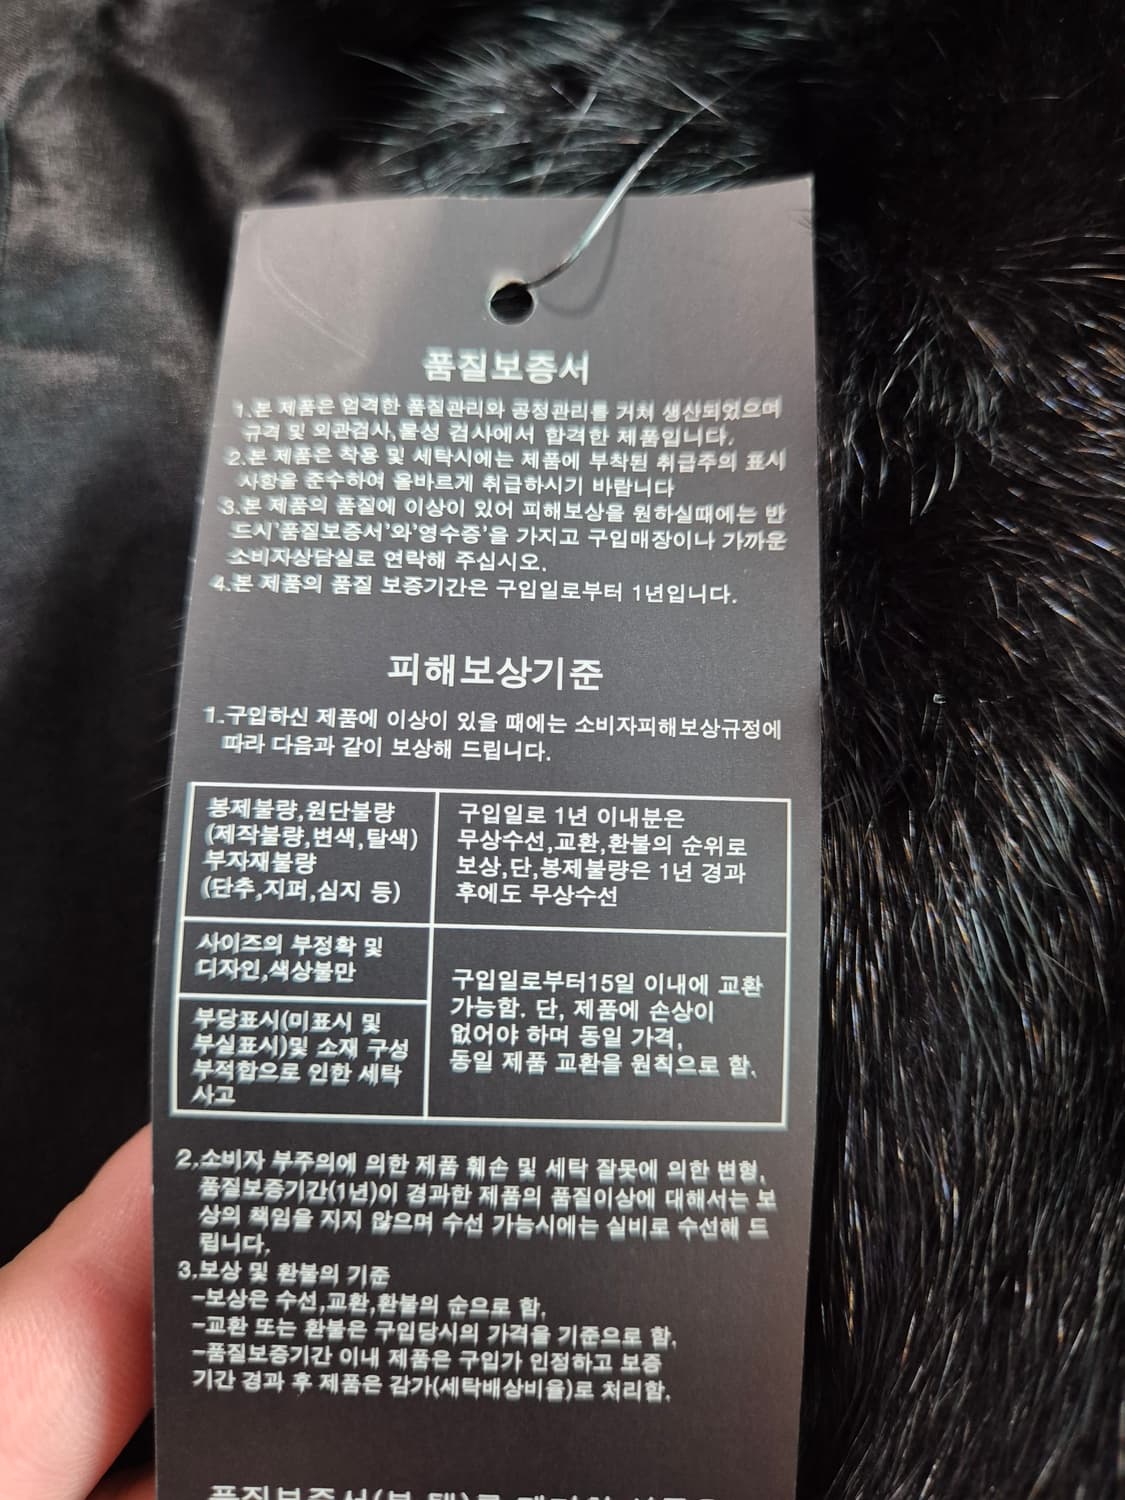 품질보증서
1.본 제품은 엄격한 품질관리와 공정관리를 거쳐 생산되었으며
규격 및 외관검사,물성 검사에서 합격한 제품입니다.
2.본 제품은 착용 및 세탁시에는 제품에 부착된 취급주의 표시
사항을 준수하여 올바르게 취급하시기 바랍니다
3.본 제품의 품질에 이상이 있어 피해보상을 원하실때에는 반
드시'품질보증서'와'영수증'을 가지고 구입매장이나 가까운
소비자상담실로 연락해 주십시오.
4.본 제품의 품질 보증기간은 구입일로부터 1년입니다.
피해보상기준
1.구입하신 제품에 이상이 있을 때에는 소비자피해보상규정에
따라 다음과 같이 보상해 드립니다.
봉제불량,원단불량
(제작불량,변색,탈색)
부자재불량
(단추,지퍼,심지 등)
구입일로 1년 이내분은
무상수선,교환,환불의 순위로
보상,단,봉제불량은 1년 경과
후에도 무상수선
사이즈의 부정확 및
디자인,색상불만
부당표시(미표시 및
부실표시)및 소재 구성
부적합으로 인한 세탁
사고
구입일로부터15일 이내에 교환
가능함. 단, 제품에 손상이
없어야 하며 동일 가격,
동일 제품 교환을 원칙으로 함.
2.소비자 부주의에 의한 제품 훼손 및 세탁 잘못에 의한 변형,
품질보증기간(1년)이 경과한 제품의 품질이상에 대해서는 보
상의 책임을 지지 않으며 수선 가능시에는 실비로 수선해 드
립니다.
3.보상 및 환불의 기준
-보상은 수선,교환,환불의 순으로 함.
-교환 또는 환불은 구입당시의 가격을 기준으로 함.
-품질보증기간 이내 제품은 구입가 인정하고 보증
기간 경과 후 제품은 감가(세탁배상비율)로 처리함.